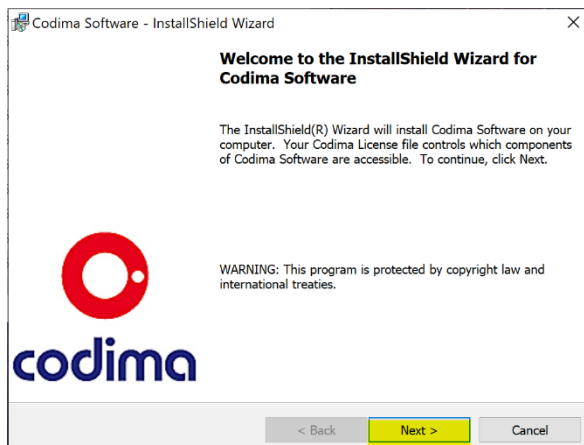 Codima Software - InstallShield Wizard
Welcome to the InstallShield Wizard for
Codima Software
The InstallShield(R) Wizard will install Codima Software on your
computer. Your Codima License file controls which components
of Codima Software are accessible. To continue, click Next.
WARNING: This program is protected by copyright law and
international treaties.
codima
< Back
Next >
Cancel